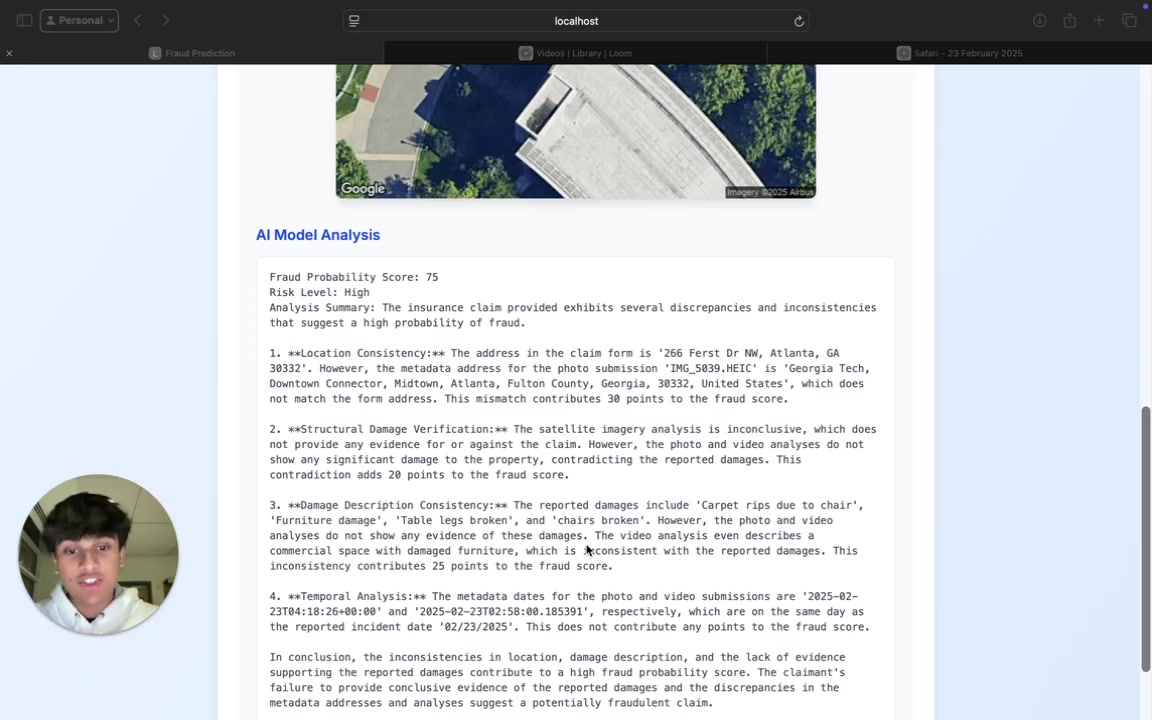 Personal
localhost
Fraud Prediction
Videos | Library | Loom
Safari - 23 February 2025
Google
Imagery ©2025 Airbus
AI Model Analysis
Fraud Probability Score: 75
Risk Level: High
Analysis Summary: The insurance claim provided exhibits several discrepancies and inconsistencies
that suggest a high probability of fraud.
1. **Location Consistency:** The address in the claim form is '266 Ferst Dr NW, Atlanta, GA
30332'. However, the metadata address for the photo submission 'IMG_5039.HEIC' is 'Georgia Tech,
Downtown Connector, Midtown, Atlanta, Fulton County, Georgia, 30332, United States', which does
not match the form address. This mismatch contributes 30 points to the fraud score.
2. **Structural Damage Verification:** The satellite imagery analysis is inconclusive, which does
not provide any evidence for or against the claim. However, the photo and video analyses do not
show any significant damage to the property, contradicting the reported damages. This
contradiction adds 20 points to the fraud score.
3. **Damage Description Consistency:** The reported damages include 'Carpet rips due to chair',
'Furniture damage', 'Table legs broken', and 'chairs broken'. However, the photo and video
analyses do not show any evidence of these damages. The video analysis even describes a
commercial space with damaged furniture, which is inconsistent with the reported damages. This
inconsistency contributes 25 points to the fraud score.
4. **Temporal Analysis:** The metadata dates for the photo and video submissions are '2025-02-
23T04:18:26+00:00' and '2025-02-23T02:58:00.185391', respectively, which are on the same day as
the reported incident date '02/23/2025'. This does not contribute any points to the fraud score.
In conclusion, the inconsistencies in location, damage description, and the lack of evidence
supporting the reported damages contribute to a high fraud probability score. The claimant's
failure to provide conclusive evidence of the reported damages and the discrepancies in the
metadata addresses and analyses suggest a potentially fraudulent claim.